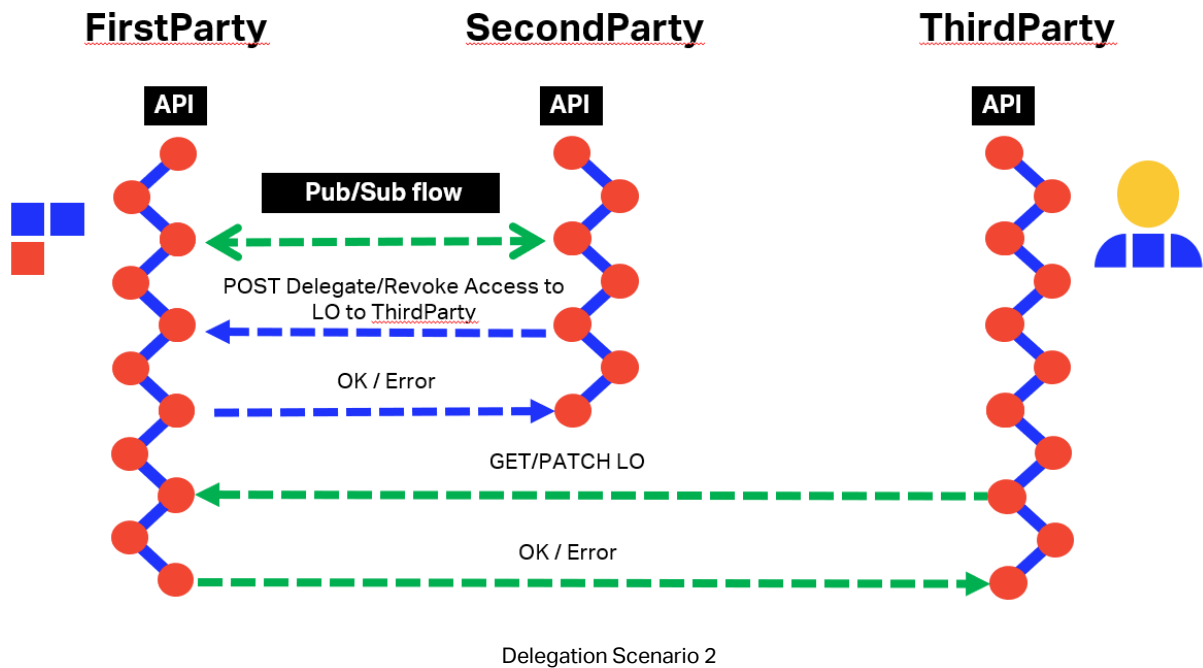 FirstParty
SecondParty
ThirdParty
API
API
API
Pub/Sub flow
POST Delegate/Revoke Access to
LO to ThirdParty
OK / Error
GET/PATCH LO
OK / Error
Delegation Scenario 2